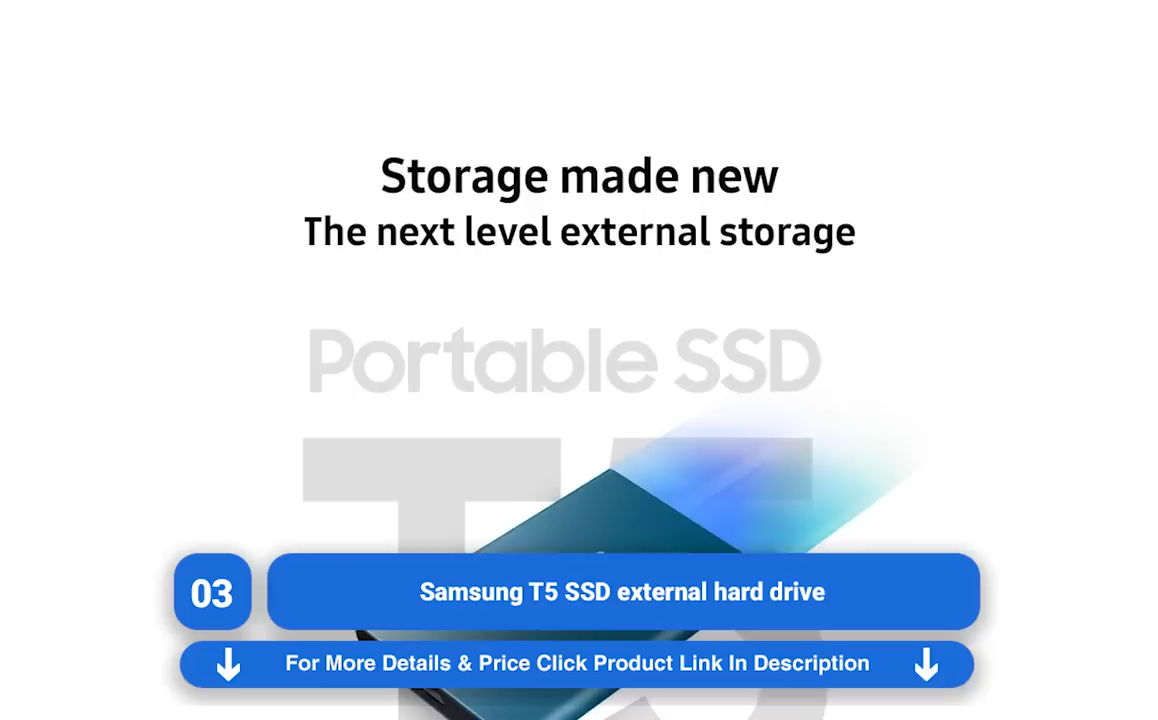 Storage made new
The next level external storage
Portable SSD
T5
03
Samsung T5 SSD external hard drive
For More Details & Price Click Product Link In Description